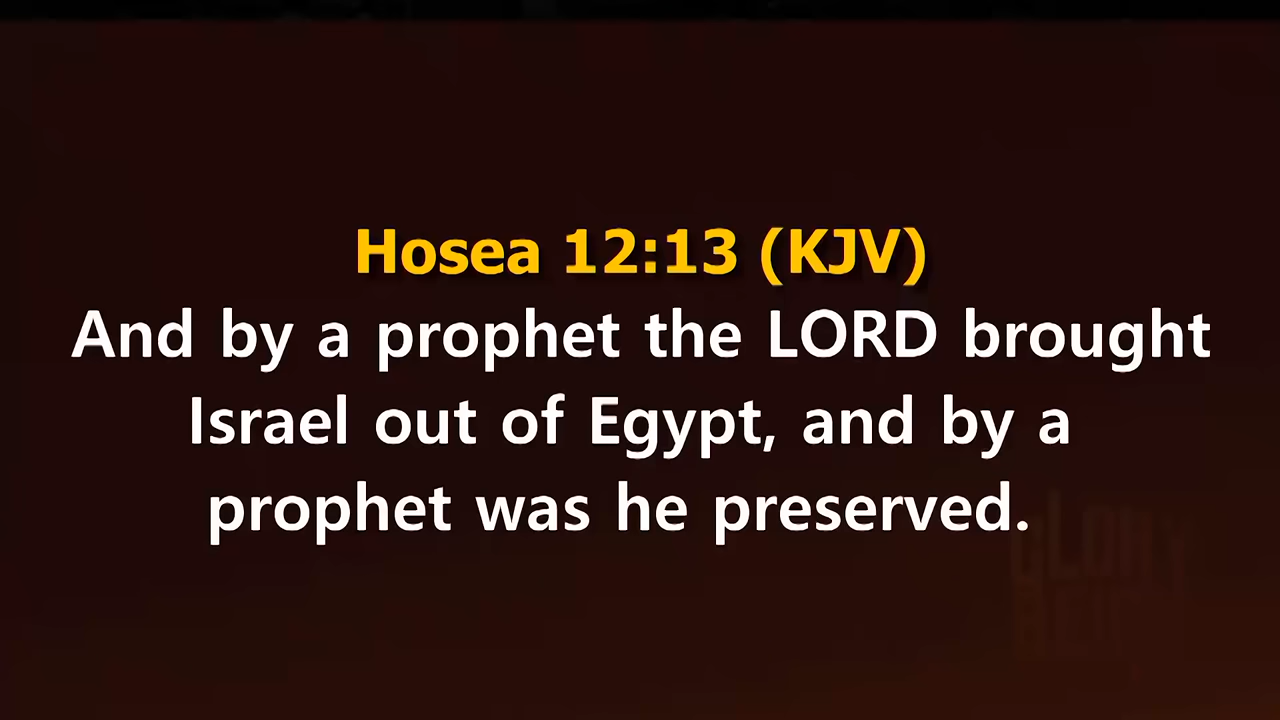 Hosea 12:13 (KJV)
And by a prophet the LORD brought
Israel out of Egypt, and by a
prophet was he preserved.
GLORY